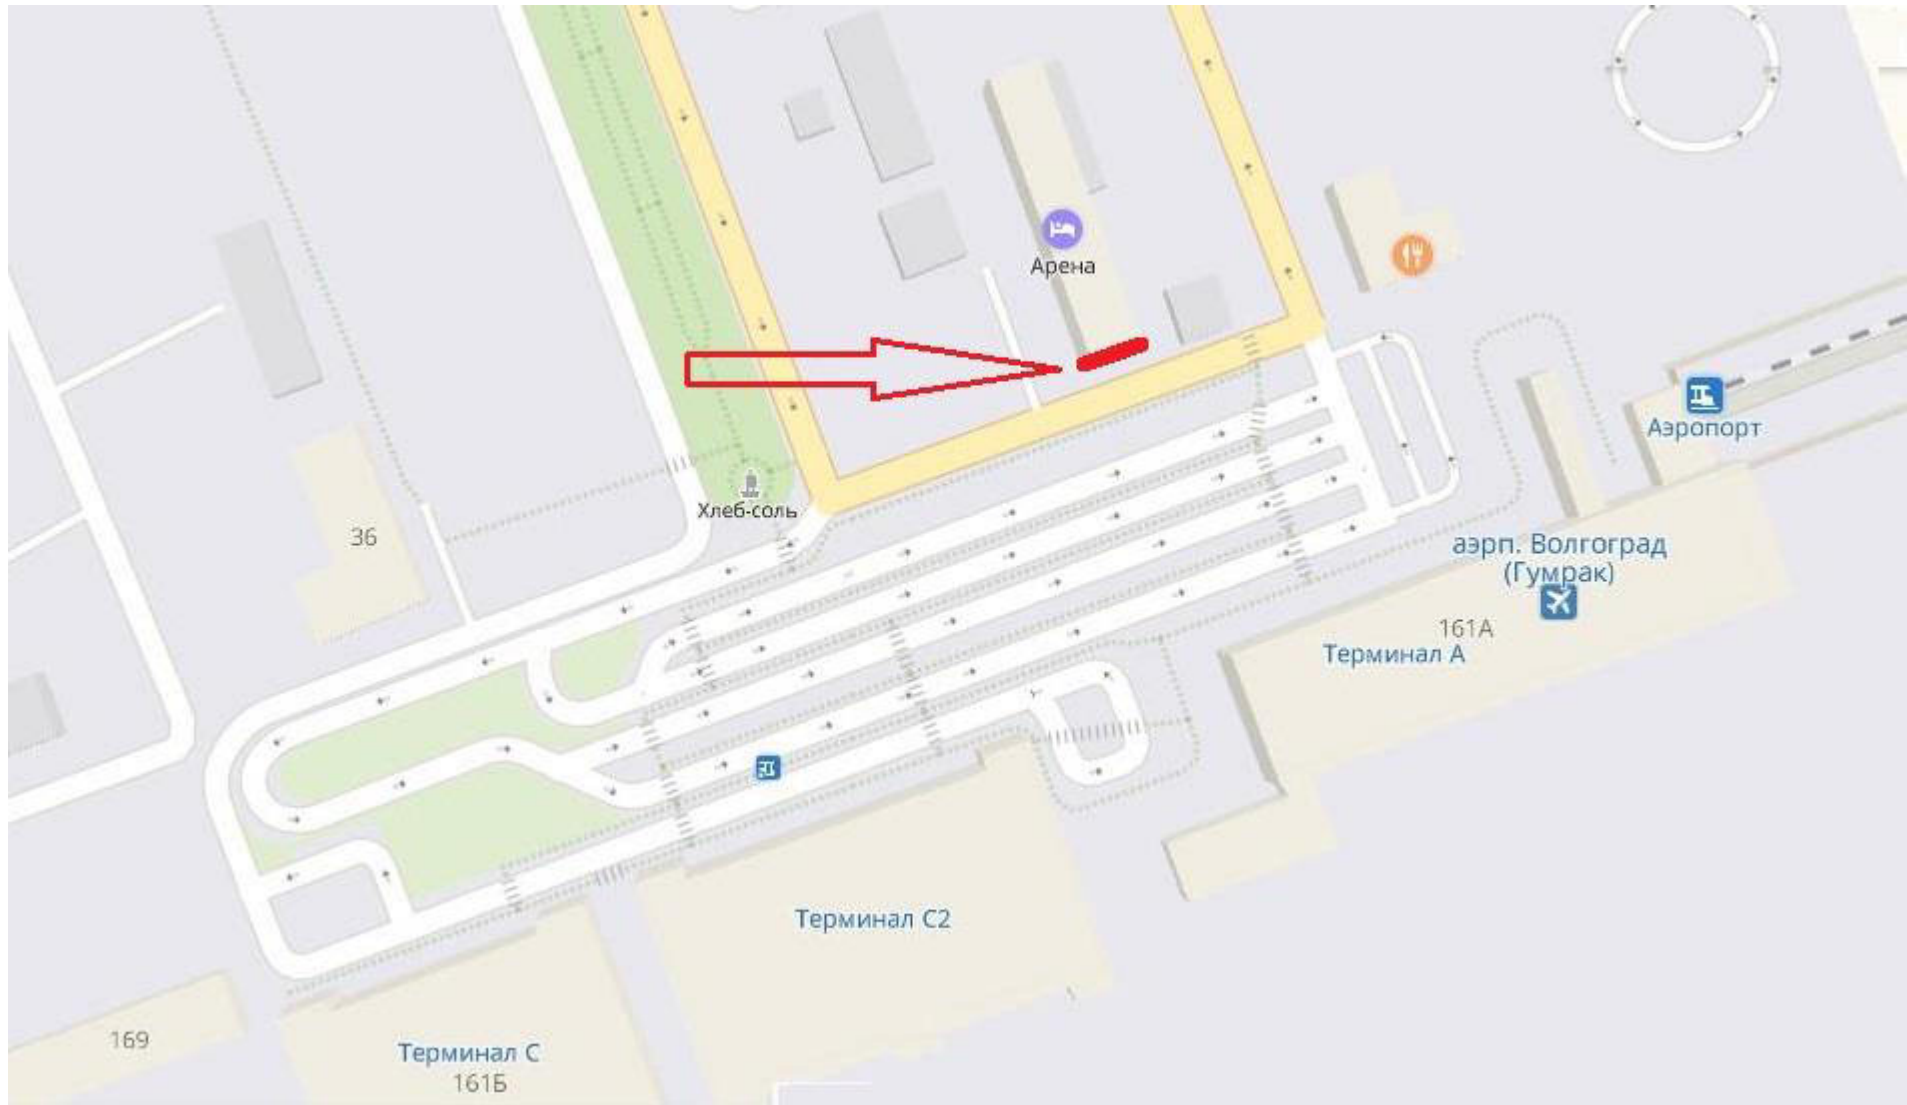 Арена
Аэропорт
Хлеб-соль
36
аэрп. Волгоград
(Гумрак)
161А
Терминал А
Терминал С2
169
Терминал С
161Б